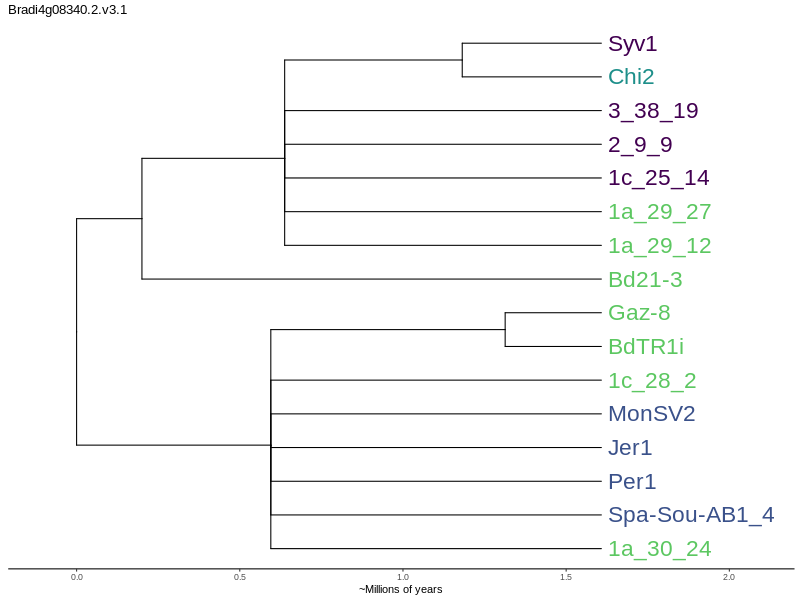 Bradi4g08340.2.v3.1
Syv1
Chi2
3_38_19
2_9_9
1c_25_14
1a_29_27
1a_29_12
Bd21-3
Gaz-8
BdTR1i
1c_28_2
MonSV2
Jer1
Per1
Spa-Sou-AB1_4
1a_30_24
0.0 0.5 1.0 1.5 2.0
~Millions of years